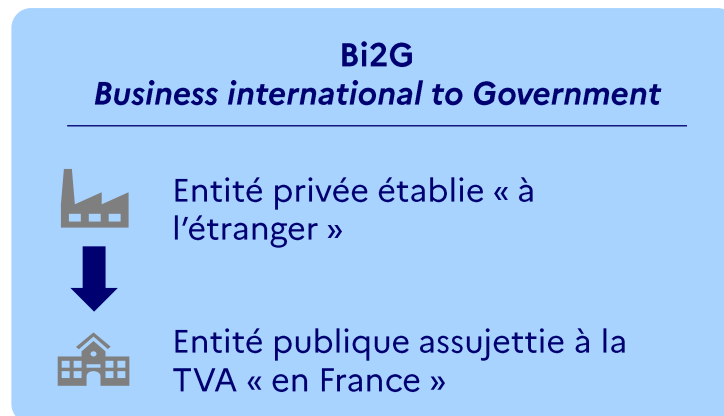 Bi2G
Business international to Government
Entité privée établie « à
l’étranger »
Entité publique assujettie à la
TVA « en France »